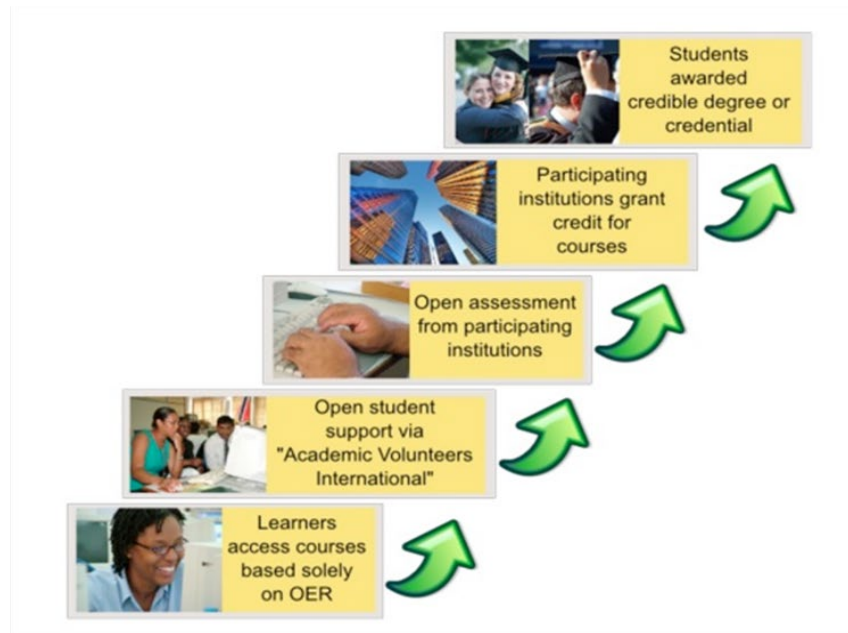 Students
awarded
credible degree or
credential
Participating
institutions grant
credit for
courses
Open assessment
from participating
institutions
Open student
support via
"Academic Volunteers
International"
Learners
access courses
based solely
on OER